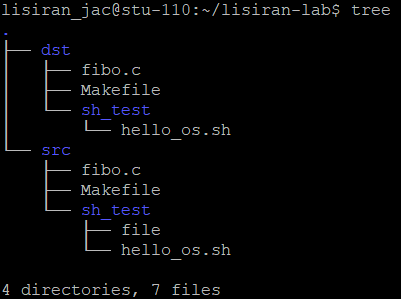 lisiran_jac@stu-110:~/lisiran-lab$ tree
.
├── dst
│   ├── fibo.c
│   ├── Makefile
│   └── sh_test
│       └── hello_os.sh
└── src
    ├── fibo.c
    ├── Makefile
    └── sh_test
        ├── file
        └── hello_os.sh

4 directories, 7 files